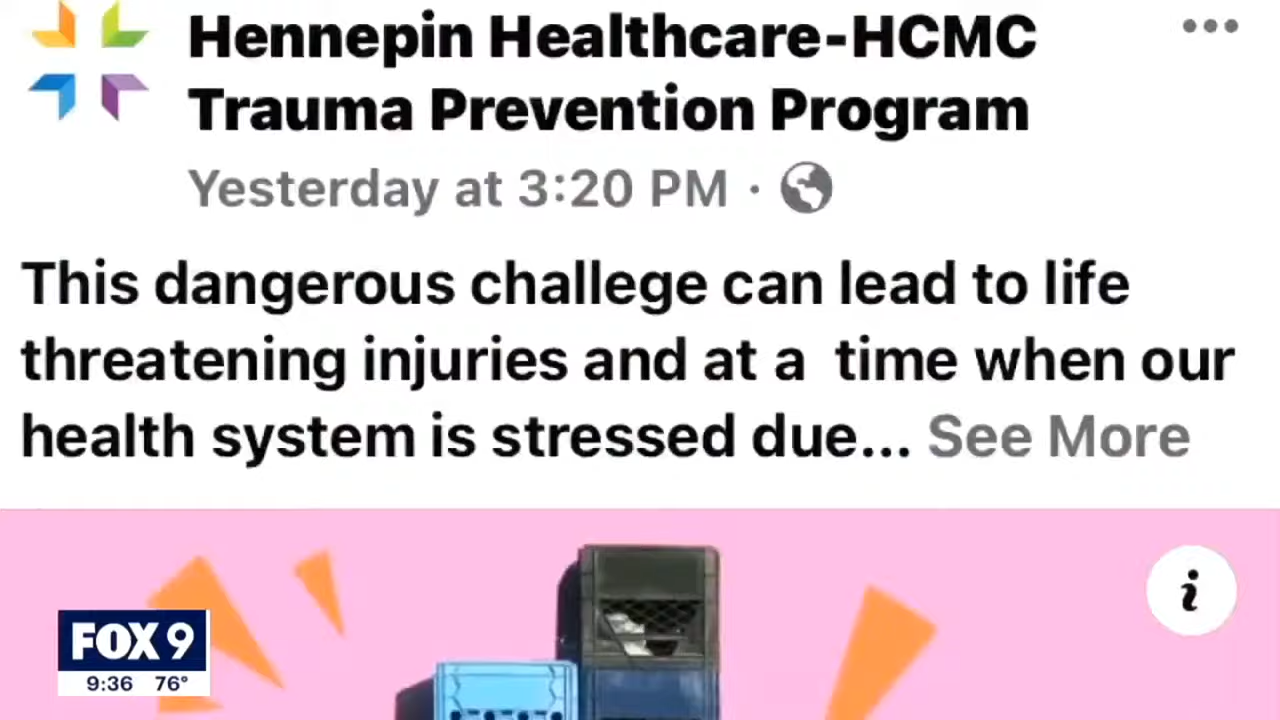 Hennepin Healthcare-HCMC
Trauma Prevention Program
Yesterday at 3:20 PM ·
This dangerous challege can lead to life
threatening injuries and at a  time when our
health system is stressed due... See More
i
FOX 9
9:36 76°